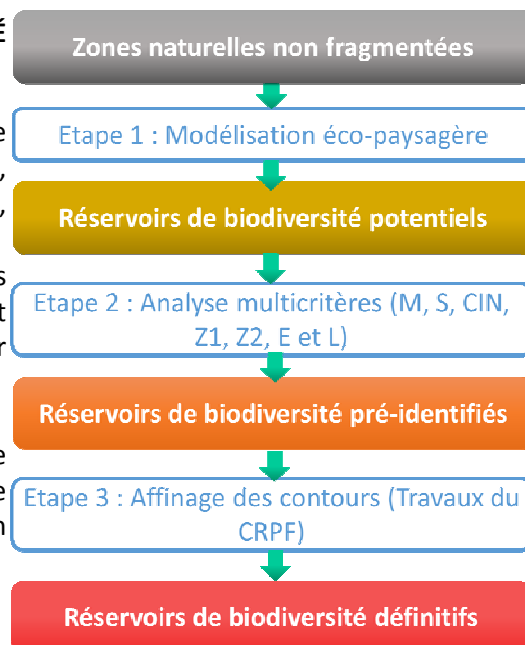 É
Zones naturelles non fragmentées
e
Etape 1 : Modélisation éco-paysagère
,
,
Réservoirs de biodiversité potentiels
s
Etape 2 : Analyse multicritères (M, S, CIN,
t
Z1, Z2, E et L)
r
Réservoirs de biodiversité pré-identifiés
e
e
Etape 3 : Affinage des contours (Travaux du
n
CRPF)
Réservoirs de biodiversité définitifs